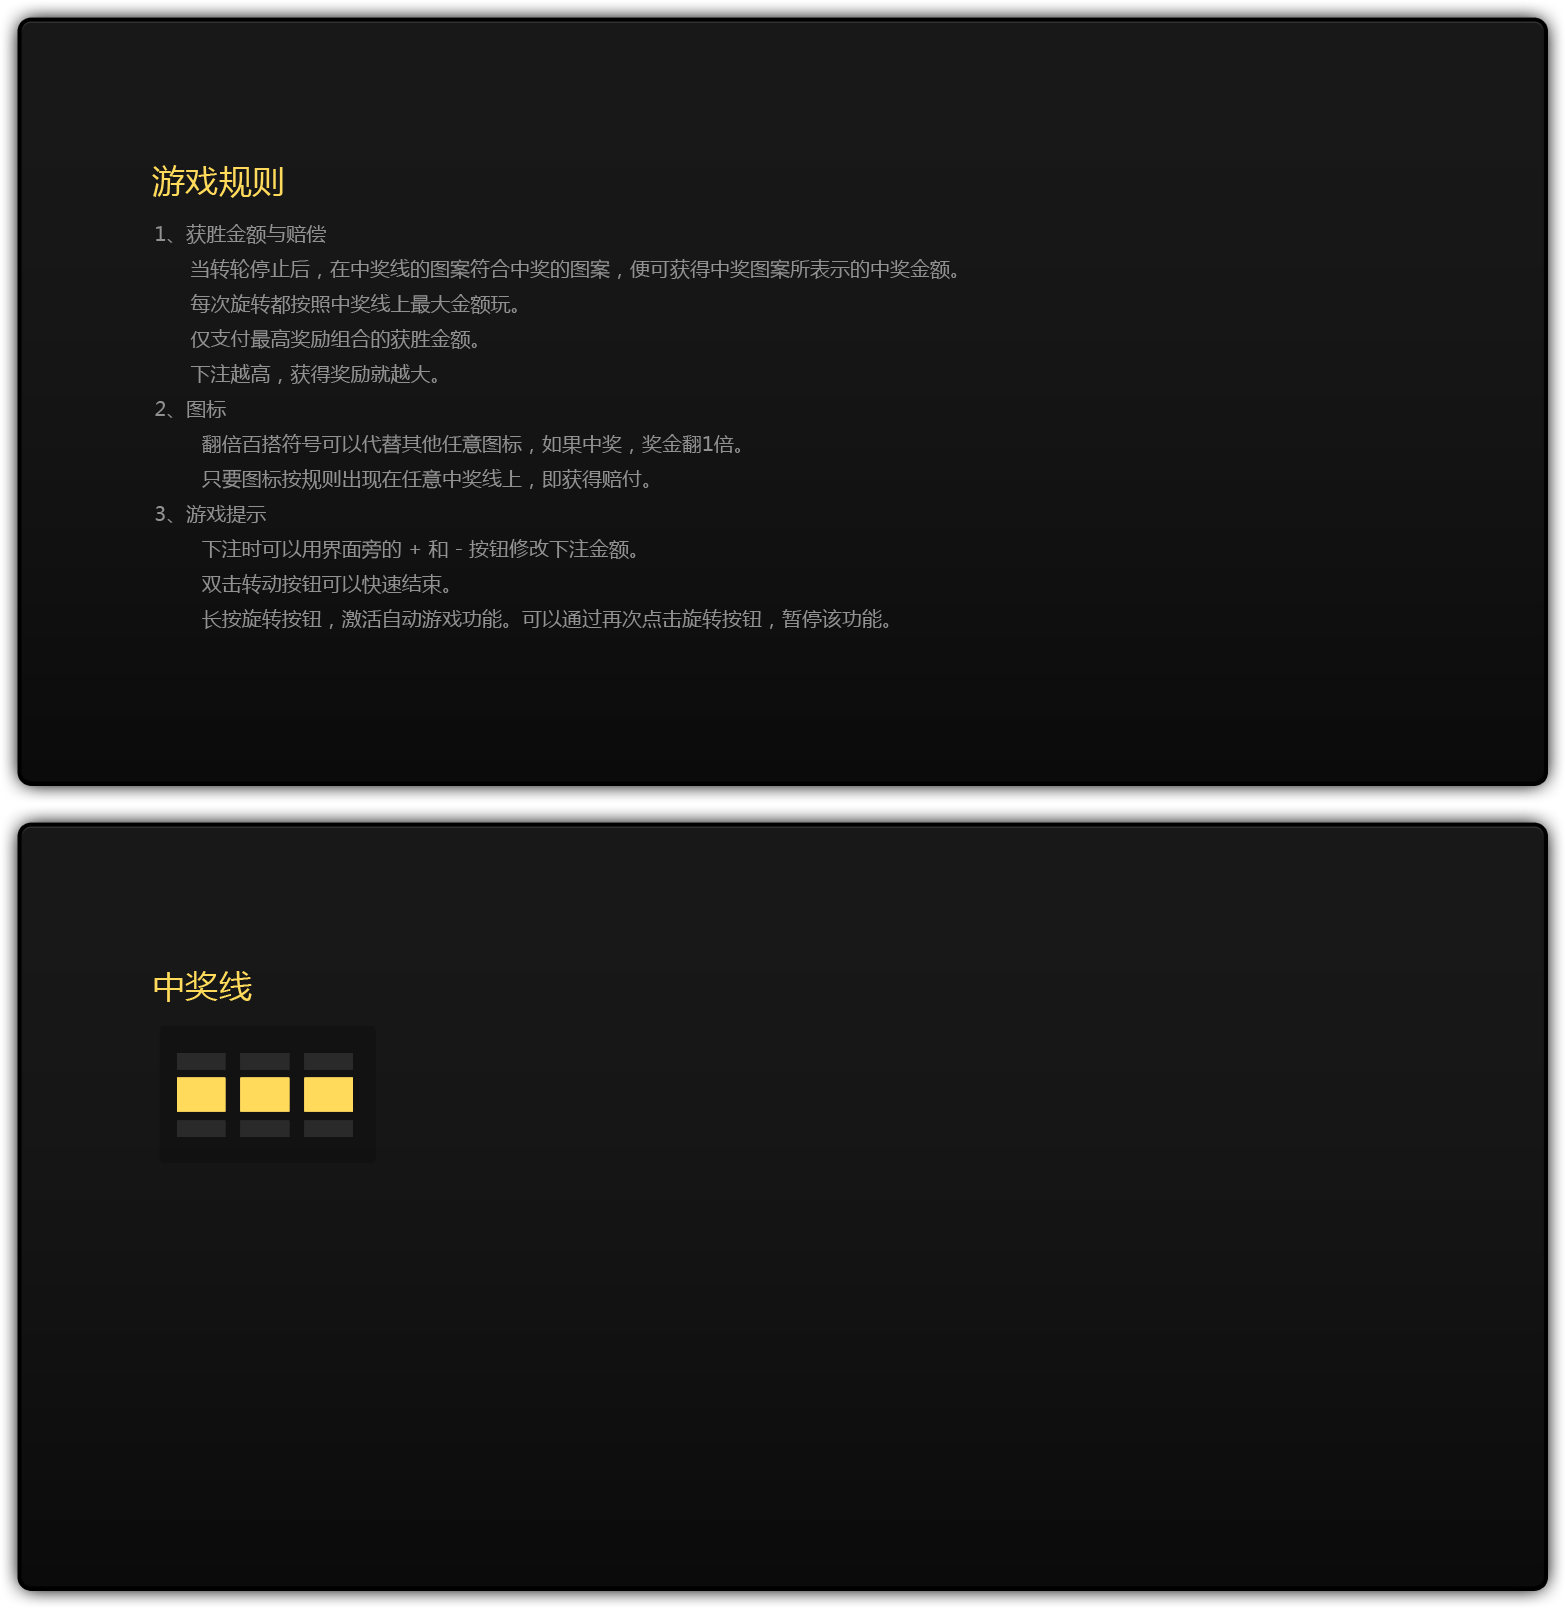 游戏规则
1、获胜金额与赔偿
当转轮停止后，在中奖线的图案符合中奖的图案，便可获得中奖图案所表示的中奖金额。
每次旋转都按照中奖线上最大金额玩。
仅支付最高奖励组合的获胜金额。
下注越高，获得奖励就越大。
2、图标
翻倍百搭符号可以代替其他任意图标，如果中奖，奖金翻1倍。
只要图标按规则出现在任意中奖线上，即获得赔付。
3、游戏提示
下注时可以用界面旁的 + 和 - 按钮修改下注金额。
双击转动按钮可以快速结束。
长按旋转按钮，激活自动游戏功能。可以通过再次点击旋转按钮，暂停该功能。
中奖线